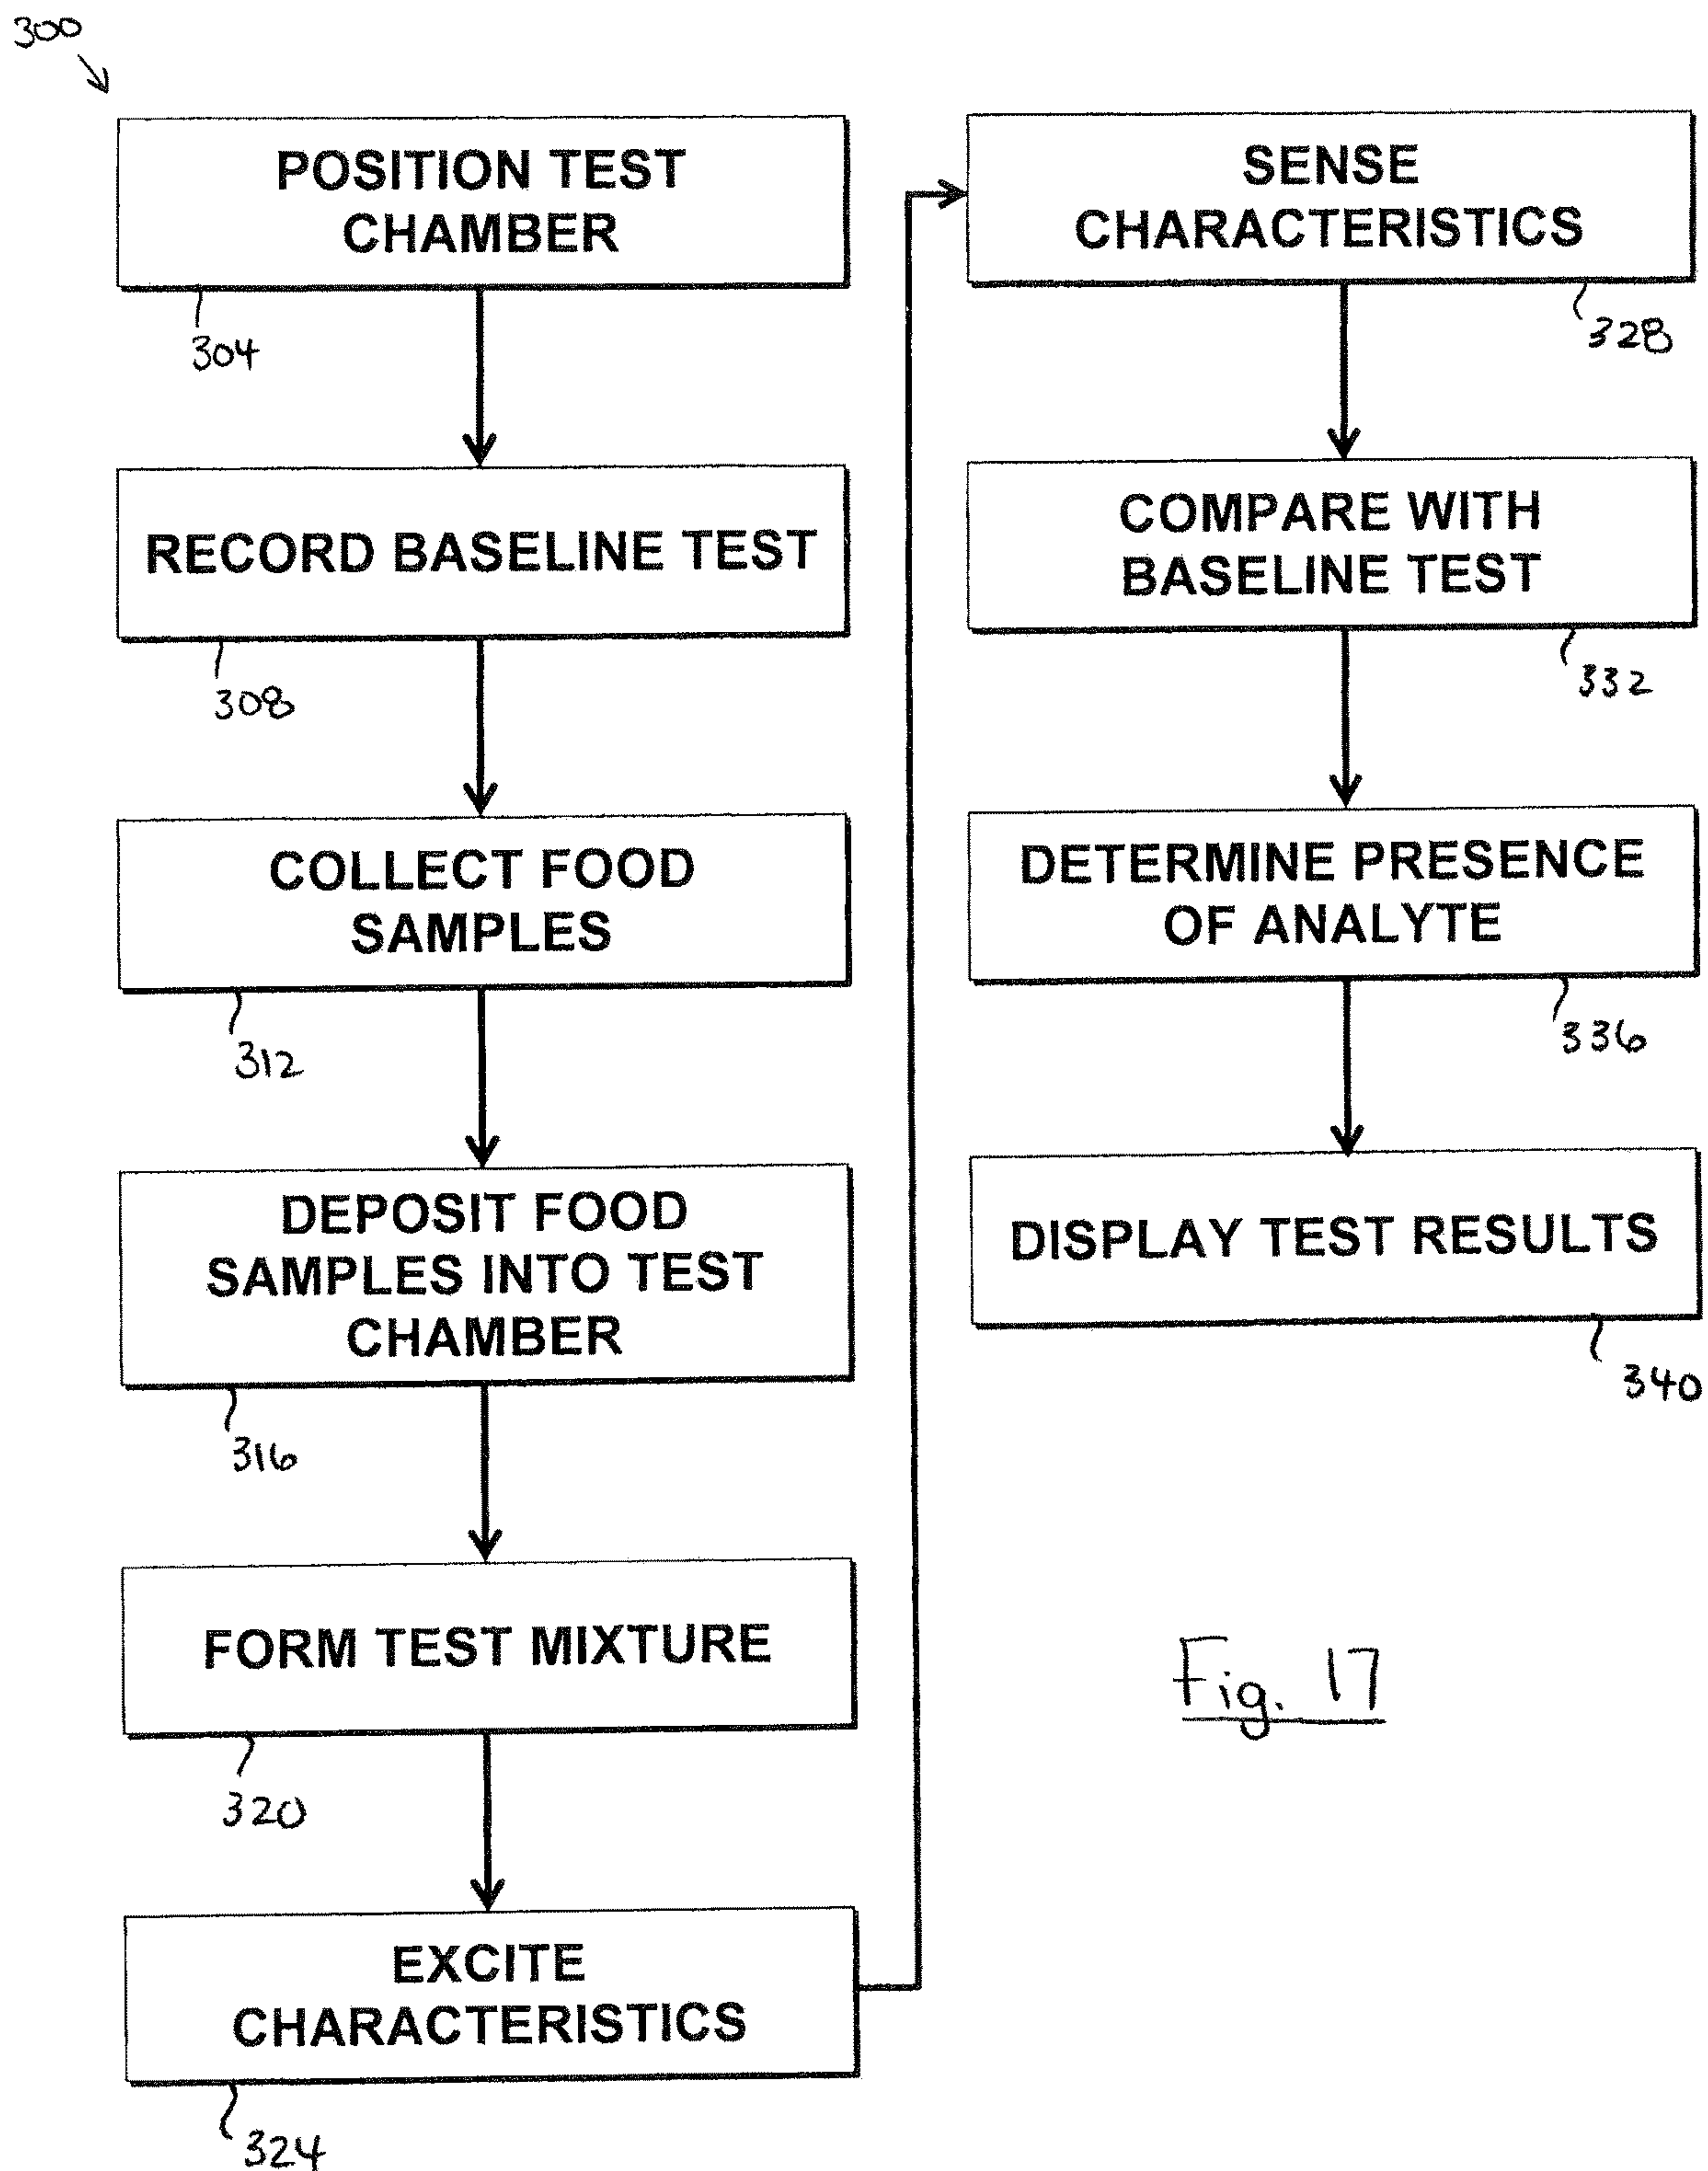 300
POSITION TEST
CHAMBER
304
RECORD BASELINE TEST
308
COLLECT FOOD
SAMPLES
312
DEPOSIT FOOD
SAMPLES INTO TEST
CHAMBER
316
FORM TEST MIXTURE
320
EXCITE
CHARACTERISTICS
324
SENSE
CHARACTERISTICS
328
COMPARE WITH
BASELINE TEST
332
DETERMINE PRESENCE
OF ANALYTE
336
DISPLAY TEST RESULTS
340
Fig. 17